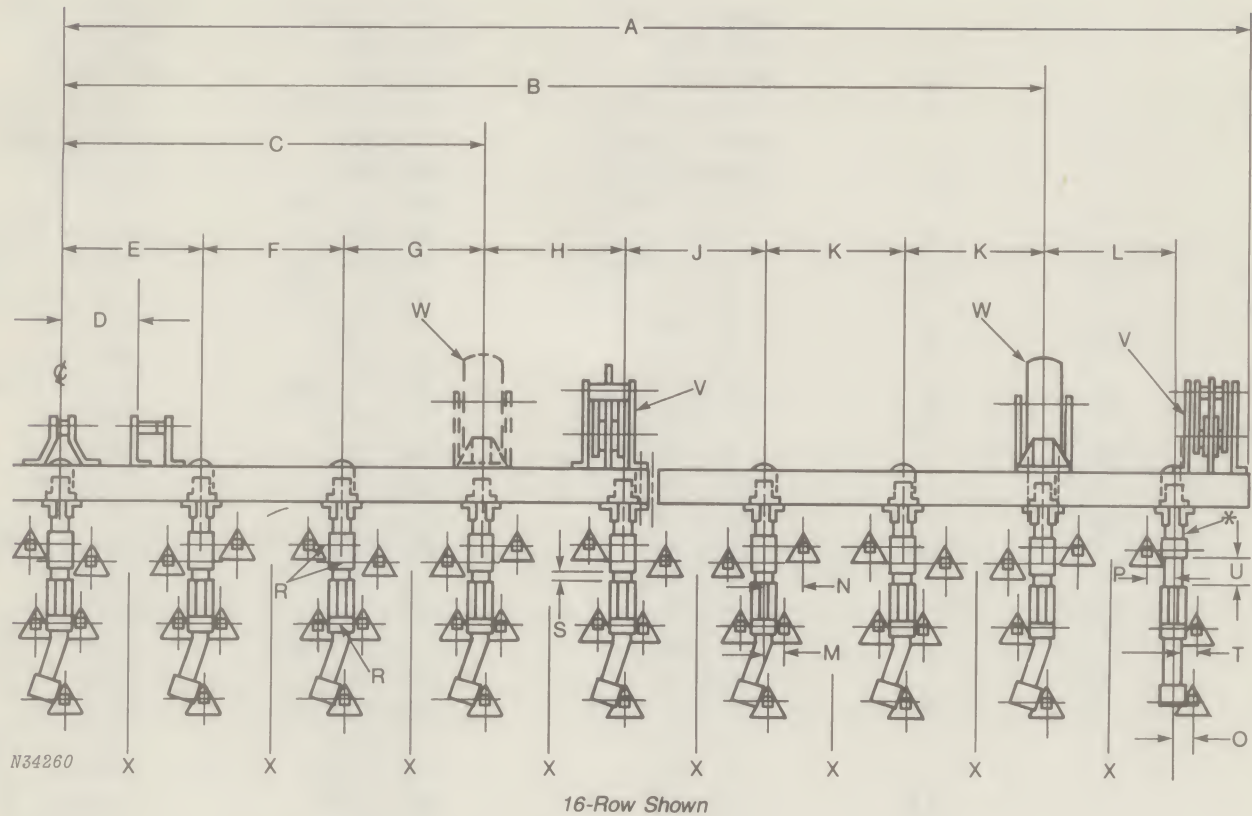 A
B
C
E F G H J K K L
D
W W
V V
℄
*
R S N P U
M T
R
O
N34260 X X X X X X X X
16-Row Shown